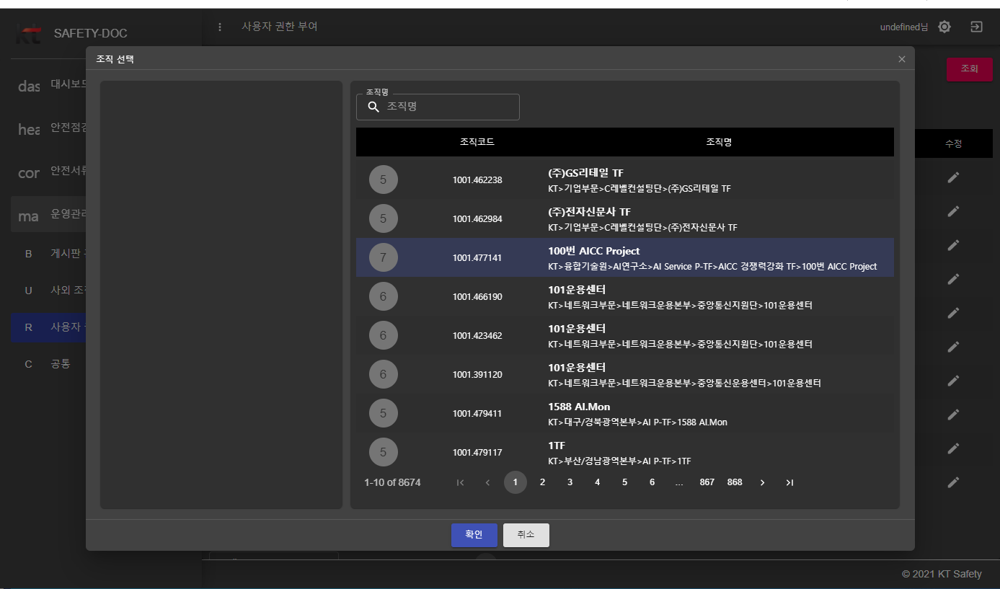 kt SAFETY-DOC
사용자 권한 부여
undefined님
조직 선택
조회
das 대시보드
hea 안전점검
cor 안전서류
ma 운영관리
B 게시판
U 사외 조
R 사용자
C 공통
조직명
조직명
조직코드 조직명
수정
5 1001.462238 (주)GS리테일 TF
KT>기업부문>C레벨컨설팅단>(주)GS리테일 TF
5 1001.462984 (주)전자신문사 TF
KT>기업부문>C레벨컨설팅단>(주)전자신문사 TF
7 1001.477141 100번 AICC Project
KT>융합기술원>AI연구소>AI Service P-TF>AICC 경쟁력강화 TF>100번 AICC Project
6 1001.466190 101운용센터
KT>네트워크부문>네트워크운용본부>중앙통신지원단>101운용센터
6 1001.423462 101운용센터
KT>네트워크부문>네트워크운용본부>중앙통신지원단>101운용센터
6 1001.391120 101운용센터
KT>네트워크부문>네트워크운용본부>중앙통신운용센터>101운용센터
5 1001.479411 1588 AI.Mon
KT>대구/경북광역본부>AI P-TF>1588 AI.Mon
5 1001.479117 1TF
KT>부산/경남광역본부>AI P-TF>1TF
1-10 of 8674 1 2 3 4 5 6 ... 867 868
확인 취소
© 2021 KT Safety